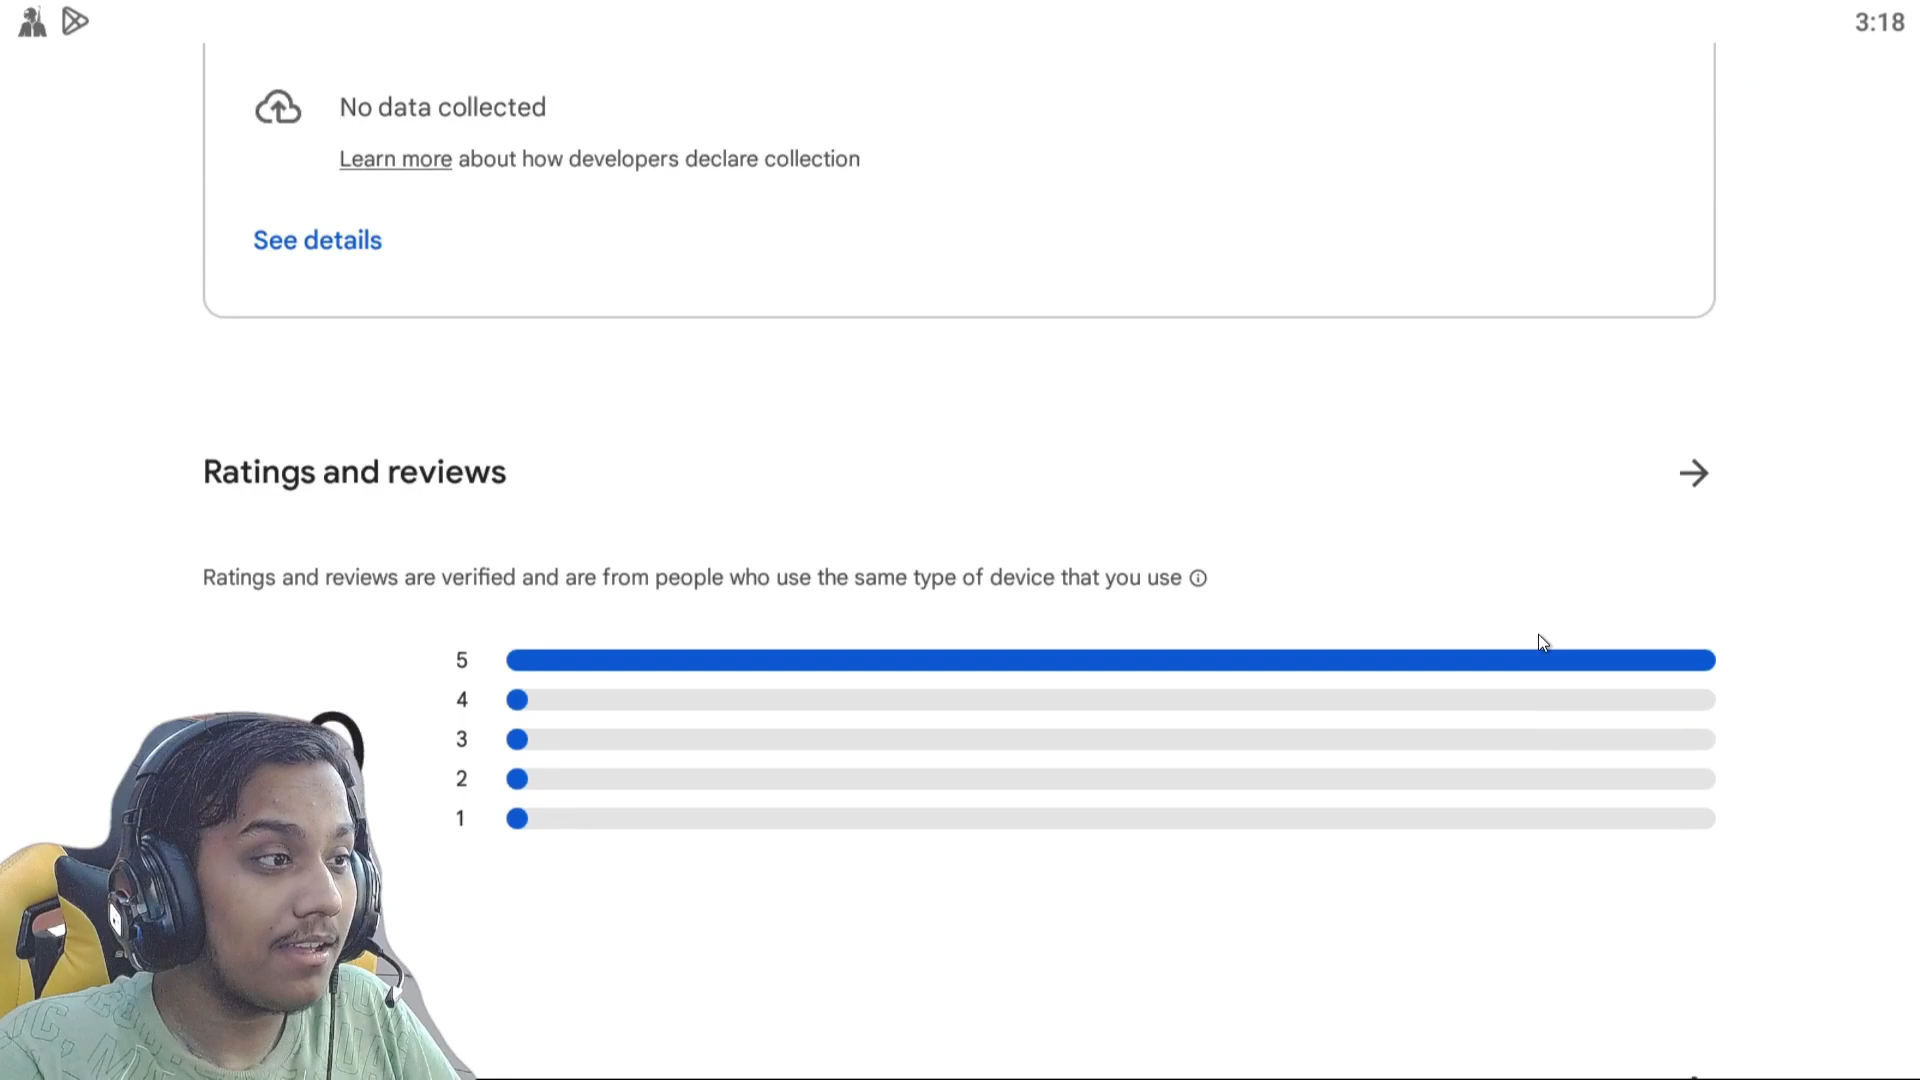 3:18
No data collected
Learn more about how developers declare collection
See details
Ratings and reviews
Ratings and reviews are verified and are from people who use the same type of device that you use
5
4
3
2
1